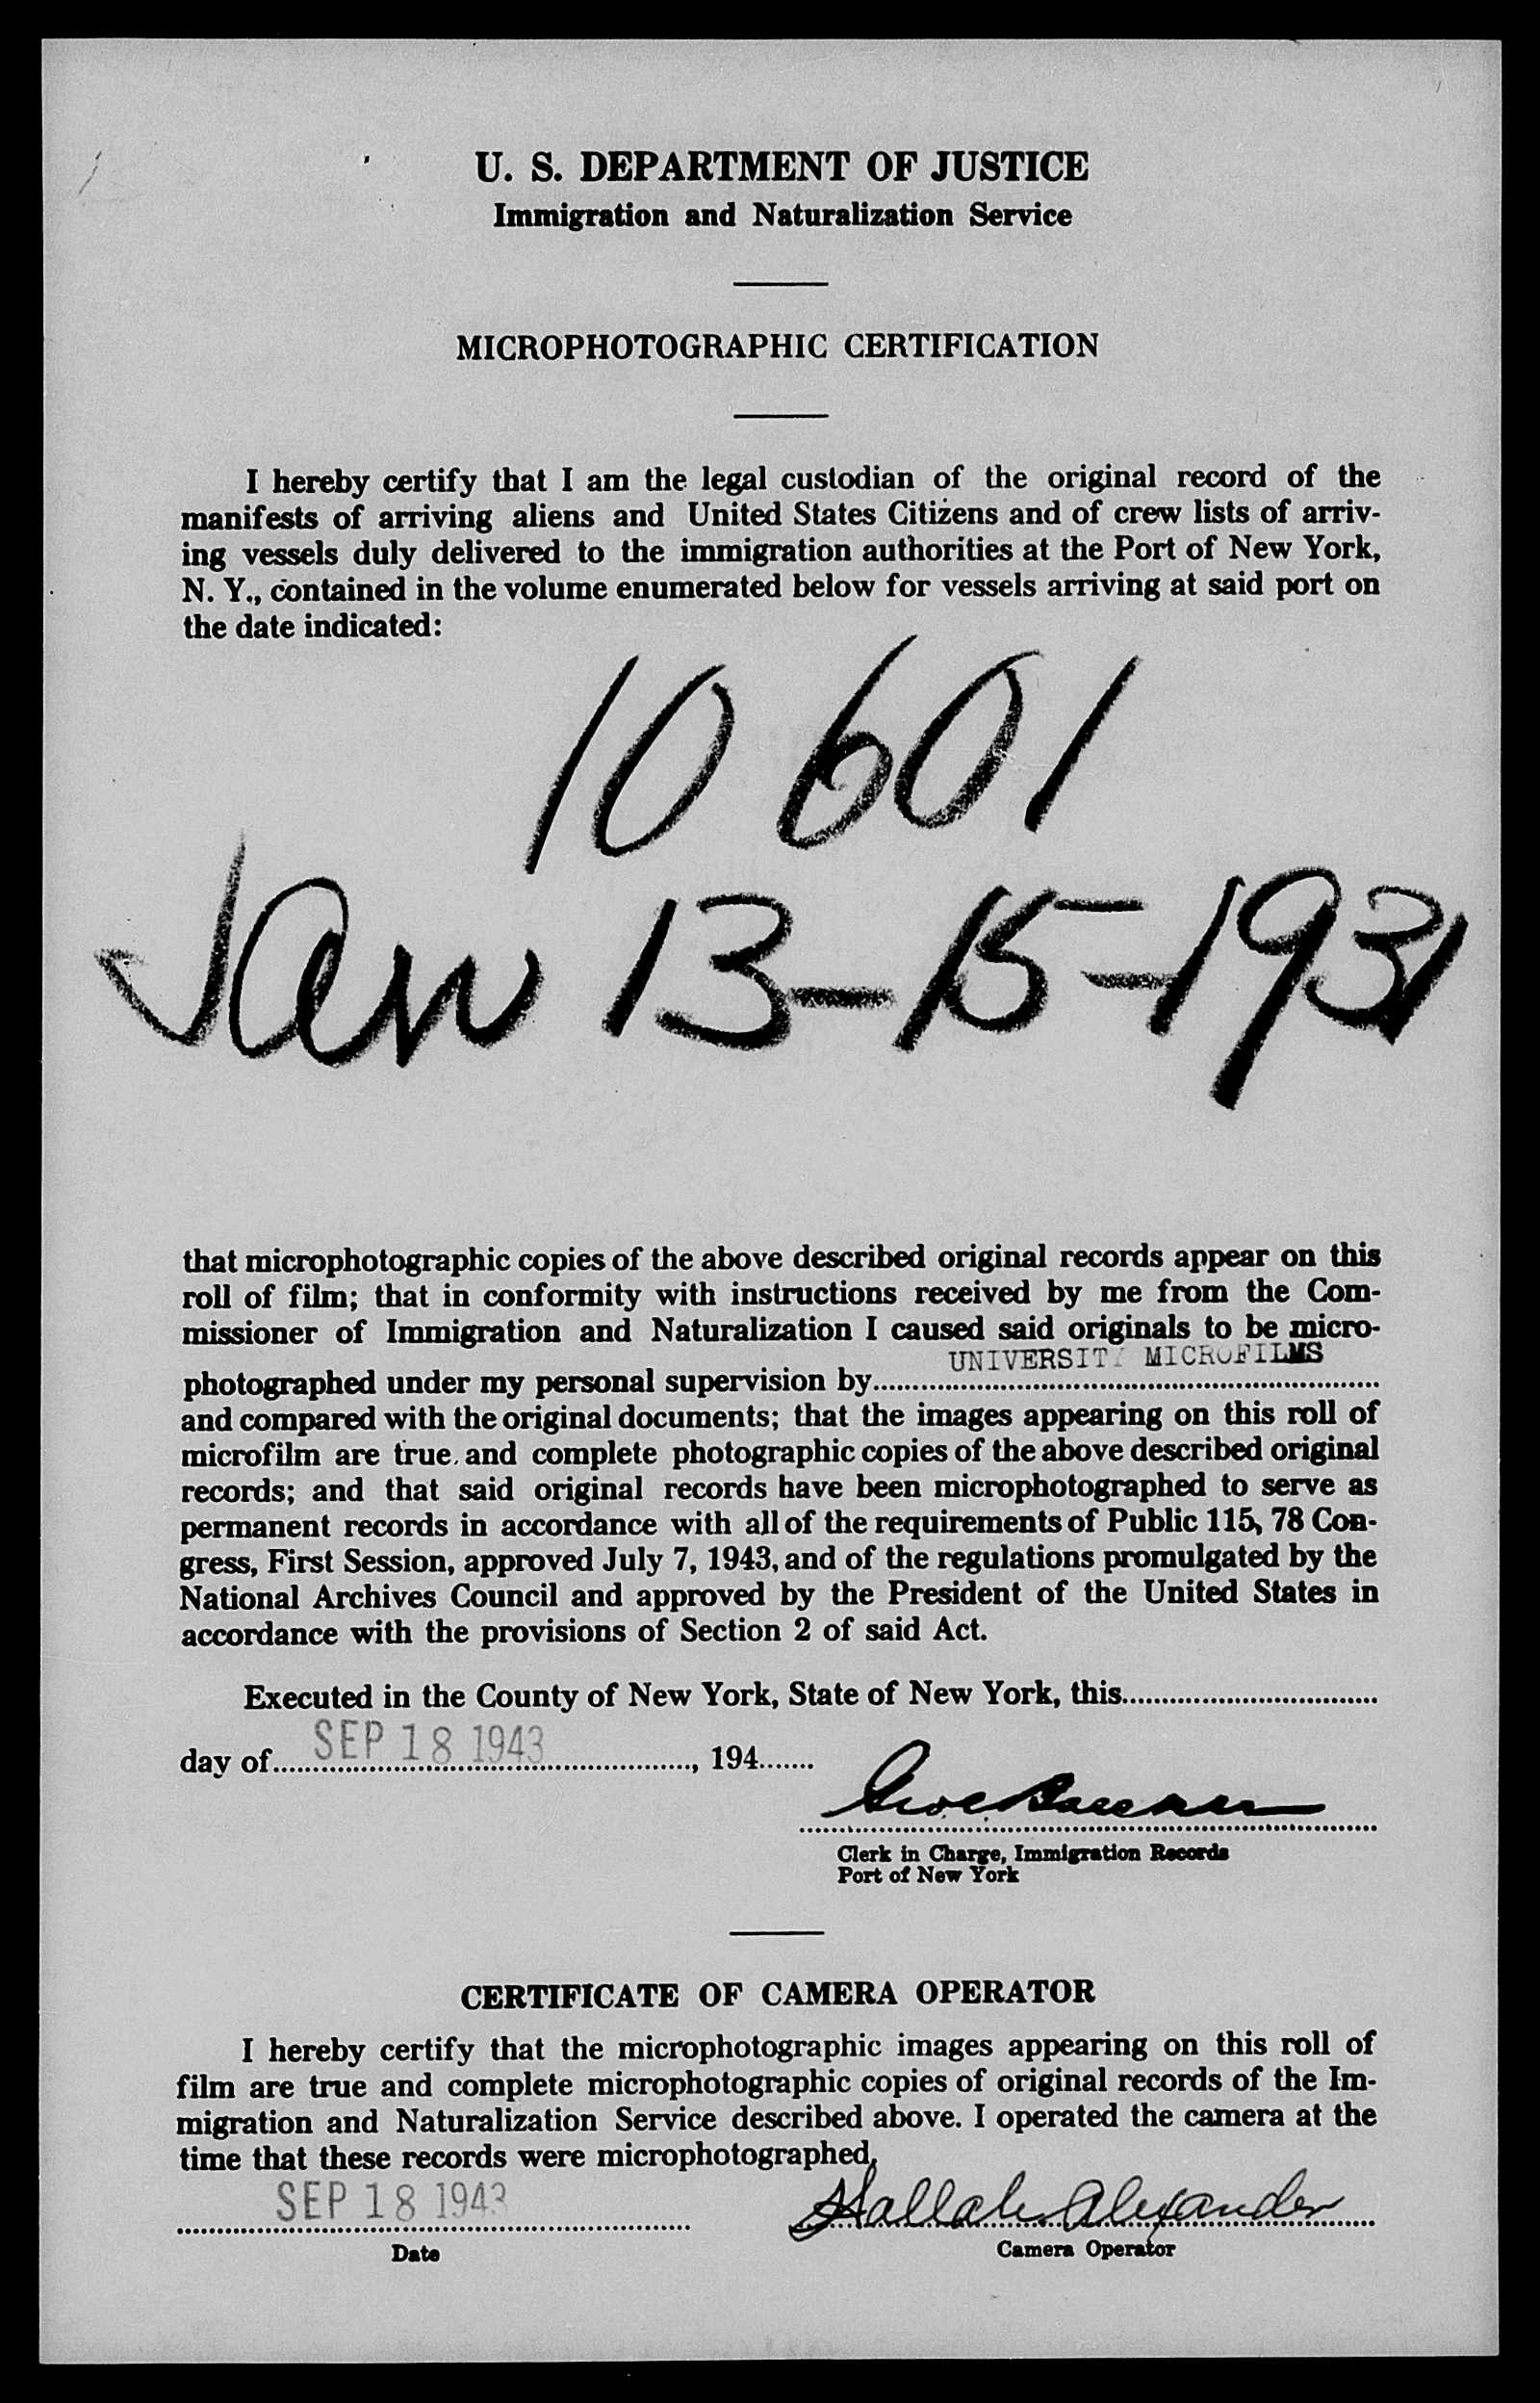 U. S. DEPARTMENT OF JUSTICE
Immigration and Naturalization Service
MICROPHOTOGRAPHIC CERTIFICATION
I hereby certify that I am the legal custodian of the original record of the
manifests of arriving aliens and United States Citizens and of crew lists of arriv-
ing vessels duly delivered to the immigration authorities at the Port of New York,
N. Y., contained in the volume enumerated below for vessels arriving at said port on
the date indicated:
10601
Jan 13-15-1931
that microphotographic copies of the above described original records appear on this
roll of film; that in conformity with instructions received by me from the Com-
missioner of Immigration and Naturalization I caused said originals to be micro-
UNIVERSITY MICROFILMS
photographed under my personal supervision by
and compared with the original documents; that the images appearing on this roll of
microfilm are true and complete photographic copies of the above described original
records; and that said original records have been microphotographed to serve as
permanent records in accordance with all of the requirements of Public 115, 78 Con-
gress, First Session, approved July 7, 1943, and of the regulations promulgated by the
National Archives Council and approved by the President of the United States in
accordance with the provisions of Section 2 of said Act.
Executed in the County of New York, State of New York, this
day of SEP 18 1943, 194
Clerk in Charge, Immigration Records
Port of New York
CERTIFICATE OF CAMERA OPERATOR
I hereby certify that the microphotographic images appearing on this roll of
film are true and complete microphotographic copies of original records of the Im-
migration and Naturalization Service described above. I operated the camera at the
time that these records were microphotographed.
SEP 18 1943 Hallah Alexander
Date Camera Operator